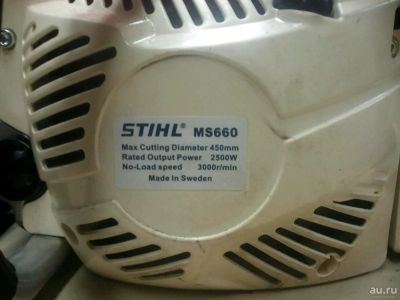 STIHL® MS660
Max Cutting Diameter 450mm
Rated Output Power 2500W
No-Load speed 3000r/min
Made In Sweden
au.ru